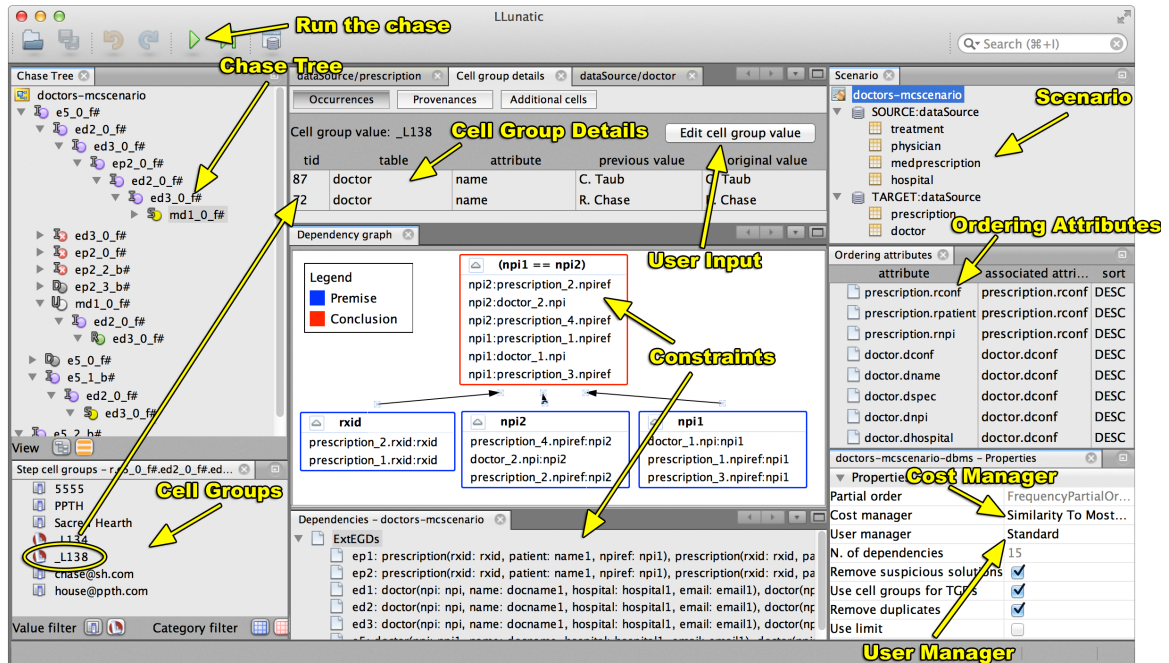 LLunatic
Run the chase
Search (⌘+I)
Chase Tree
Chase Tree
doctors-mcscenario
e5_0_f#
ed2_0_f#
ed3_0_f#
ep2_0_f#
ed2_0_f#
ed3_0_f#
md1_0_f#
ed3_0_f#
ep2_0_f#
ep2_2_b#
ep2_3_b#
md1_0_f#
ed2_0_f#
ed3_0_f#
e5_0_f#
e5_1_b#
ed2_0_f#
ed3_0_f#
e5_2_b#
View
Step cell groups – r.e5_0_f#.ed2_0_f#.ed...
5555
PPTH
Sacred Hearth
_L134
_L138
chase@sh.com
house@ppth.com
Cell Groups
Value filter
Category filter
dataSource/prescription
Cell group details
dataSource/doctor
Occurrences
Provenances
Additional cells
Cell group value: _L138
Cell Group Details
Edit cell group value
tid table attribute previous value original value
87 doctor name C. Taub C. Taub
72 doctor name R. Chase R. Chase
Dependency graph
User Input
Legend
Premise
Conclusion
(npi1 == npi2)
npi2:prescription_2.npiref
npi2:doctor_2.npi
npi2:prescription_4.npiref
npi1:prescription_1.npiref
npi1:doctor_1.npi
npi1:prescription_3.npiref
Constraints
rxid
prescription_2.rxid:rxid
prescription_1.rxid:rxid
npi2
prescription_4.npiref:npi2
doctor_2.npi:npi2
prescription_2.npiref:npi2
npi1
doctor_1.npi:npi1
prescription_1.npiref:npi1
prescription_3.npiref:npi1
Dependencies – doctors-mcscenario
ExtEGDs
ep1: prescription(rxid: rxid, patient: name1, npiref: npi1), prescription(rxid: rxid, pa
ep2: prescription(rxid: rxid, patient: name1, npiref: npi1), prescription(rxid: rxid, pa
ed1: doctor(npi: npi, name: docname1, hospital: hospital1, email: email1), doctor(np
ed2: doctor(npi: npi, name: docname1, hospital: hospital1, email: email1), doctor(np
ed3: doctor(npi: npi, name: docname1, hospital: hospital1, email: email1), doctor(np
Scenario
doctors-mcscenario
Scenario
SOURCE:dataSource
treatment
physician
medprescription
hospital
TARGET:dataSource
prescription
doctor
Ordering Attributes
Ordering attributes
attribute associated attri... sort
prescription.rconf prescription.rconf DESC
prescription.rpatient prescription.rconf DESC
prescription.rnpi prescription.rconf DESC
doctor.dconf doctor.dconf DESC
doctor.dname doctor.dconf DESC
doctor.dspec doctor.dconf DESC
doctor.dnpi doctor.dconf DESC
doctor.dhospital doctor.dconf DESC
doctors-mcscenario-dbms – Properties
Cost Manager
Partial order FrequencyPartialOr...
Cost manager Similarity To Most...
User manager Standard
N. of dependencies 15
Remove suspicious solutions
Use cell groups for TGDs
Remove duplicates
Use limit
User Manager